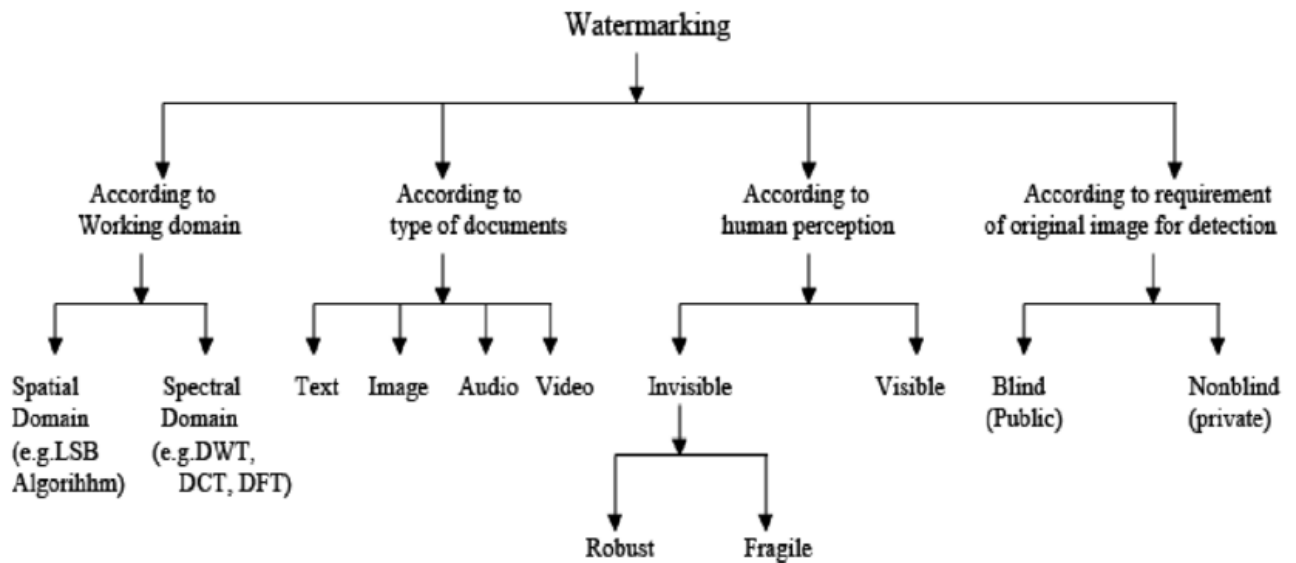 Watermarking
According to
Working domain
According to
type of documents
According to
human perception
According to requirement
of original image for detection
Spatial
Domain
(e.g.LSB
Algorihhm)
Spectral
Domain
(e.g.DWT,
DCT, DFT)
Text
Image
Audio
Video
Invisible
Visible
Blind
(Public)
Nonblind
(private)
Robust
Fragile